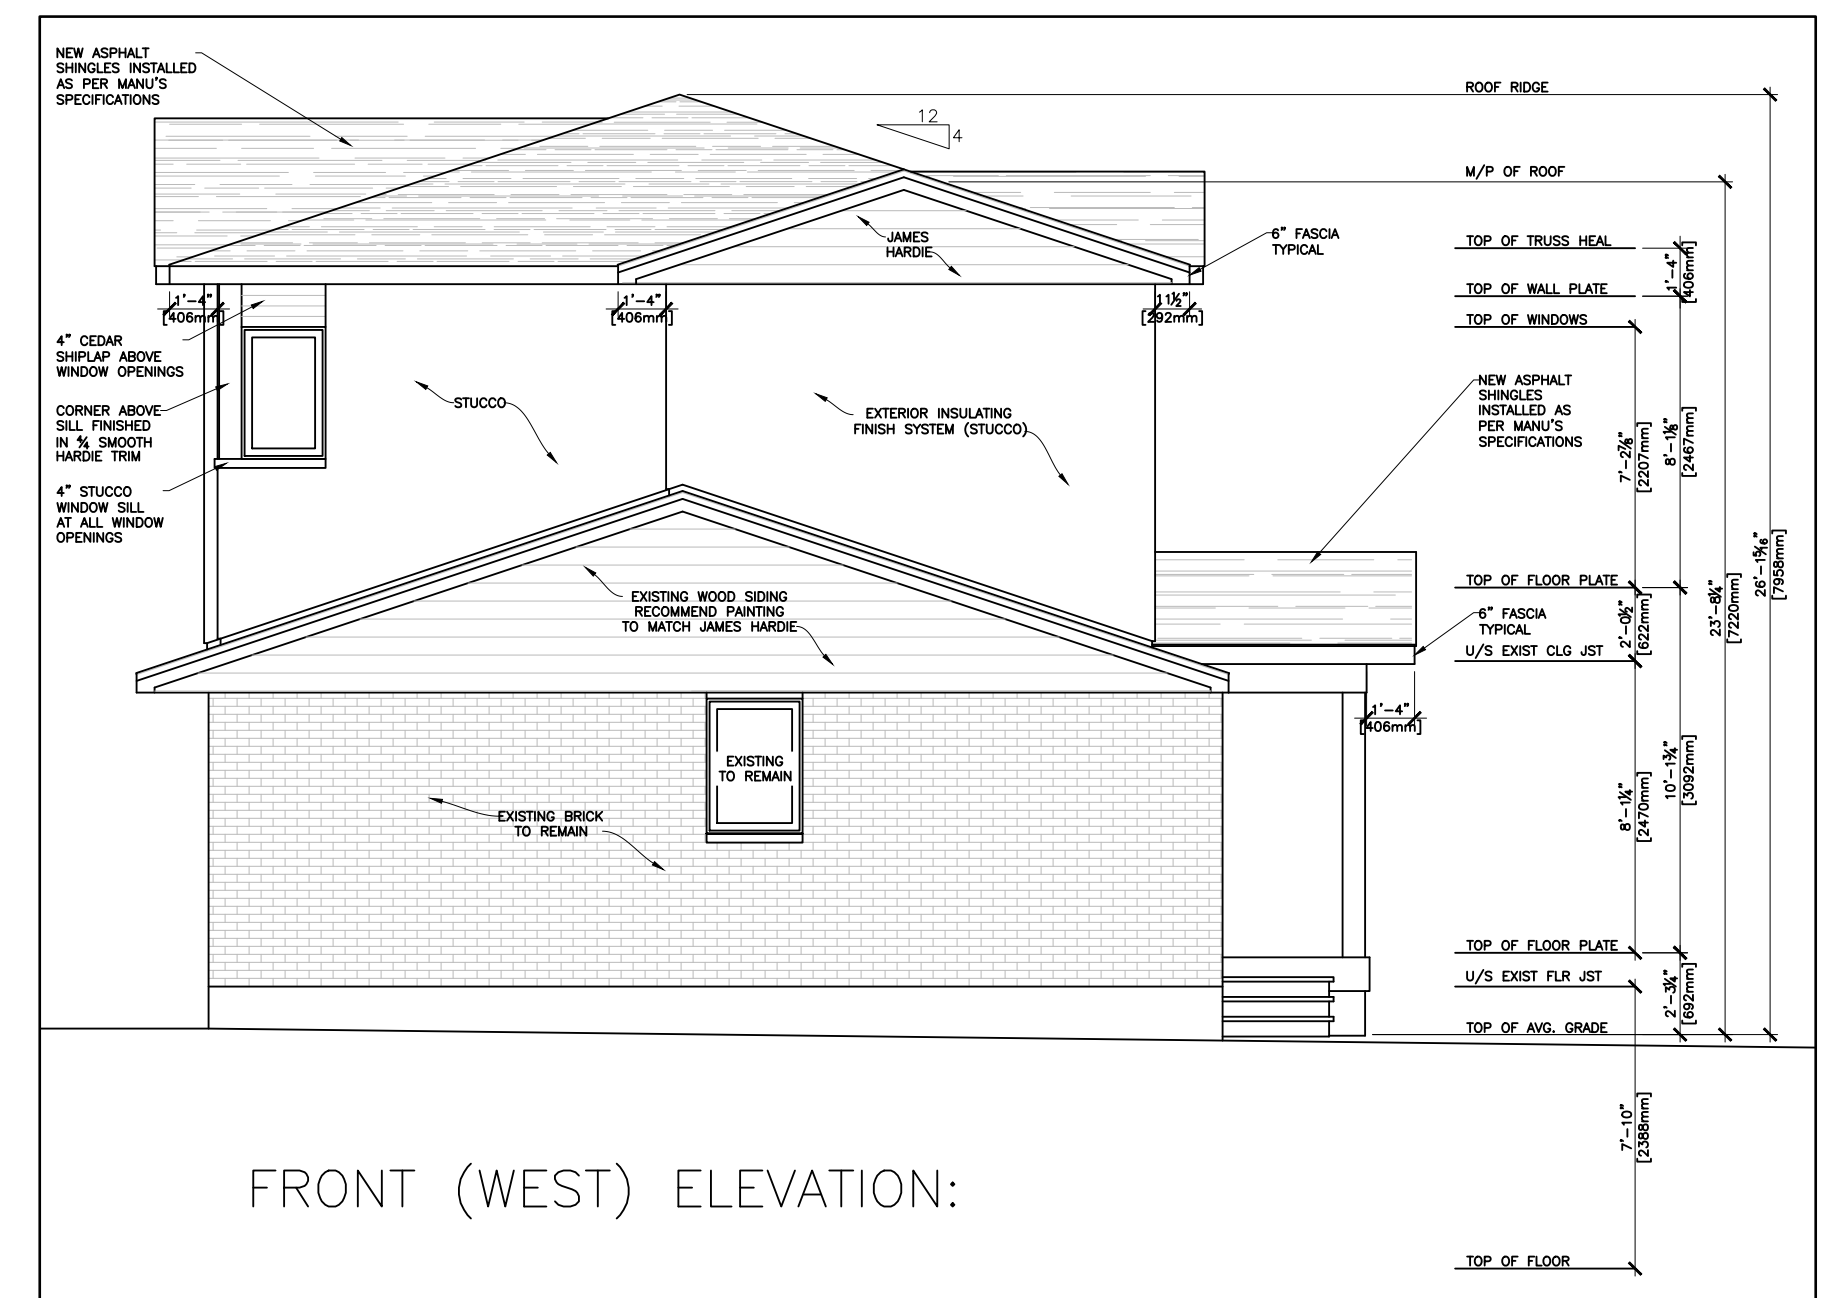 NEW ASPHALT
SHINGLES INSTALLED
AS PER MANU'S
SPECIFICATIONS
12
4
ROOF RIDGE
M/P OF ROOF
JAMES
HARDIE
6" FASCIA
TYPICAL
TOP OF TRUSS HEAL
1'-4"
[406mm]
TOP OF WALL PLATE
TOP OF WINDOWS
1'-4"
[406mm]
1'-4"
[406mm]
11½"
[292mm]
4" CEDAR
SHIPLAP ABOVE
WINDOW OPENINGS
CORNER ABOVE
SILL FINISHED
IN 4/4 SMOOTH
HARDIE TRIM
4" STUCCO
WINDOW SILL
AT ALL WINDOW
OPENINGS
STUCCO
EXTERIOR INSULATING
FINISH SYSTEM (STUCCO)
NEW ASPHALT
SHINGLES
INSTALLED AS
PER MANU'S
SPECIFICATIONS
7'-2⅞"
[2207mm]
8'-1⅛"
[2467mm]
23'-8¼"
[7220mm]
26'-1 15/16"
[7958mm]
TOP OF FLOOR PLATE
2'-0½"
[622mm]
6" FASCIA
TYPICAL
U/S EXIST CLG JST
EXISTING WOOD SIDING
RECOMMEND PAINTING
TO MATCH JAMES HARDIE
1'-4"
[406mm]
EXISTING
TO REMAIN
EXISTING BRICK
TO REMAIN
8'-1¼"
[2470mm]
10'-1¾"
[3092mm]
TOP OF FLOOR PLATE
U/S EXIST FLR JST
2'-3¼"
[692mm]
TOP OF AVG. GRADE
7'-10"
[2388mm]
FRONT (WEST) ELEVATION:
TOP OF FLOOR